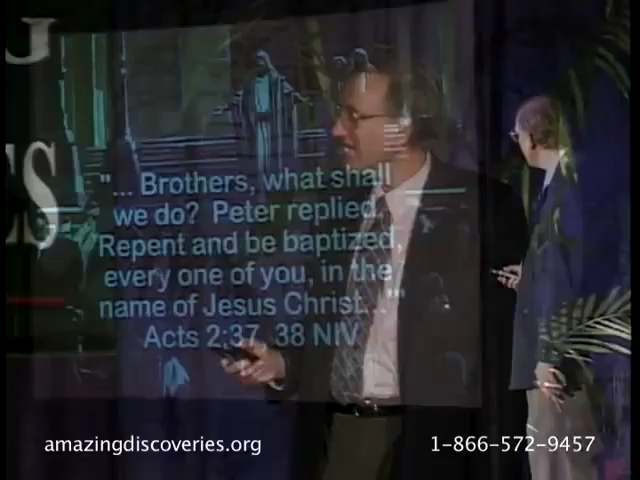 G
ES
"... Brothers, what shall
we do? Peter replied,
Repent and be baptized,
every one of you, in the
name of Jesus Christ..."
Acts 2:37, 38 NIV
amazingdiscoveries.org
1-866-572-9457